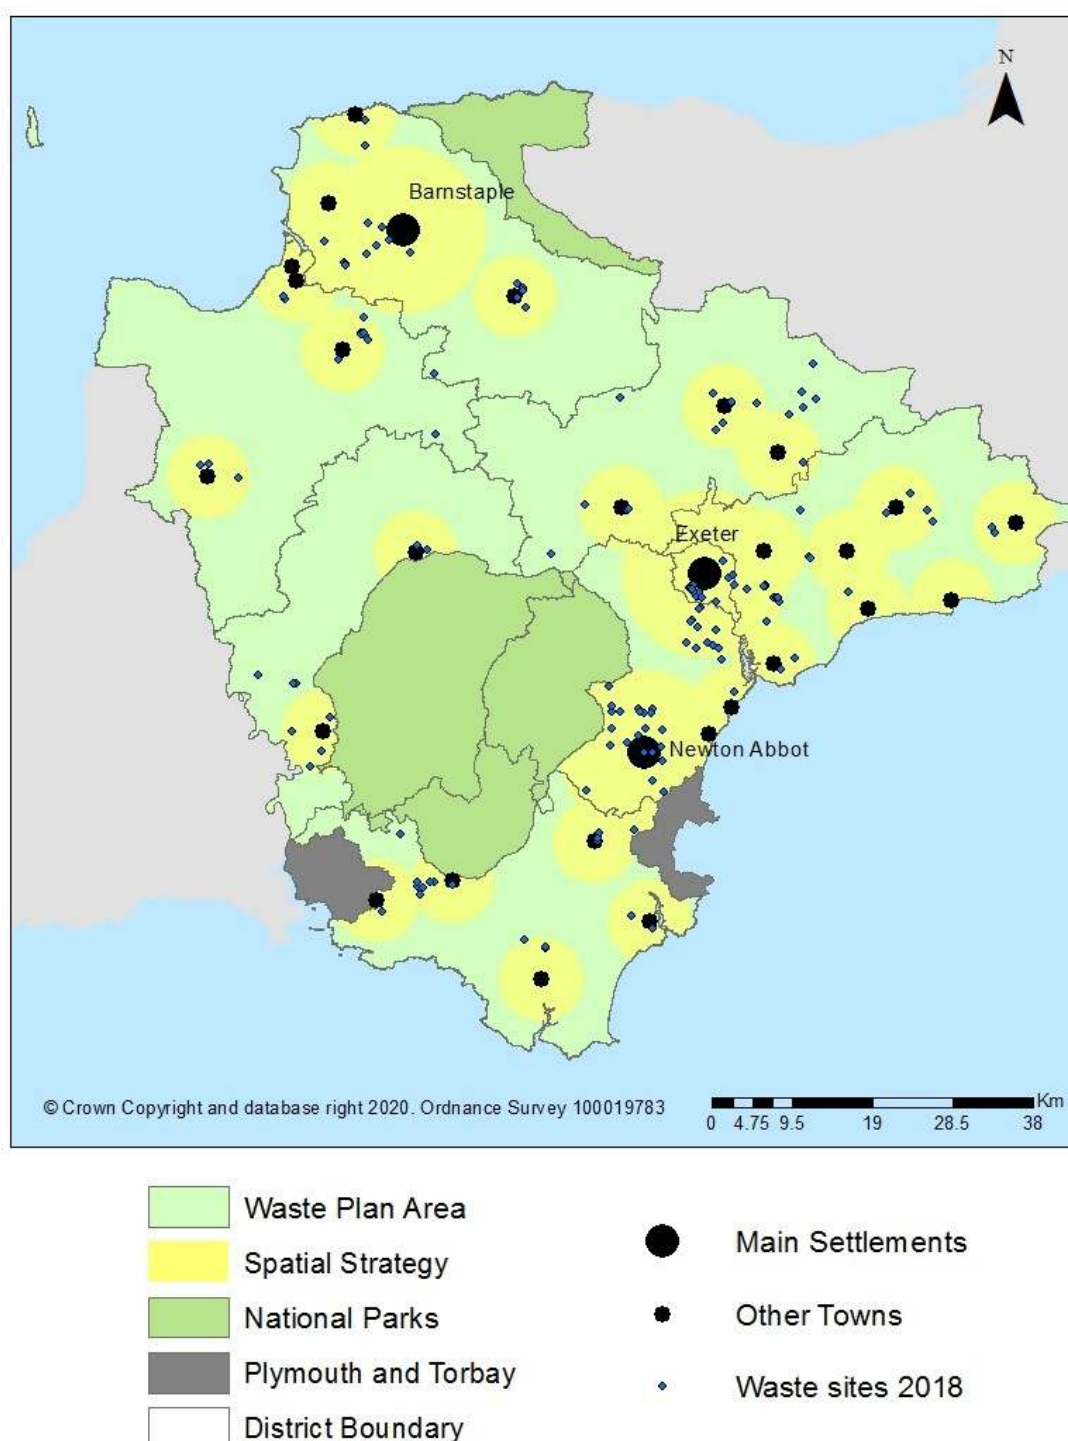 N
Barnstaple
Exeter
Newton Abbot
© Crown Copyright and database right 2020. Ordnance Survey 100019783
Km
0 4.75 9.5 19 28.5 38
Waste Plan Area
Spatial Strategy
National Parks
Plymouth and Torbay
District Boundary
Main Settlements
Other Towns
Waste sites 2018